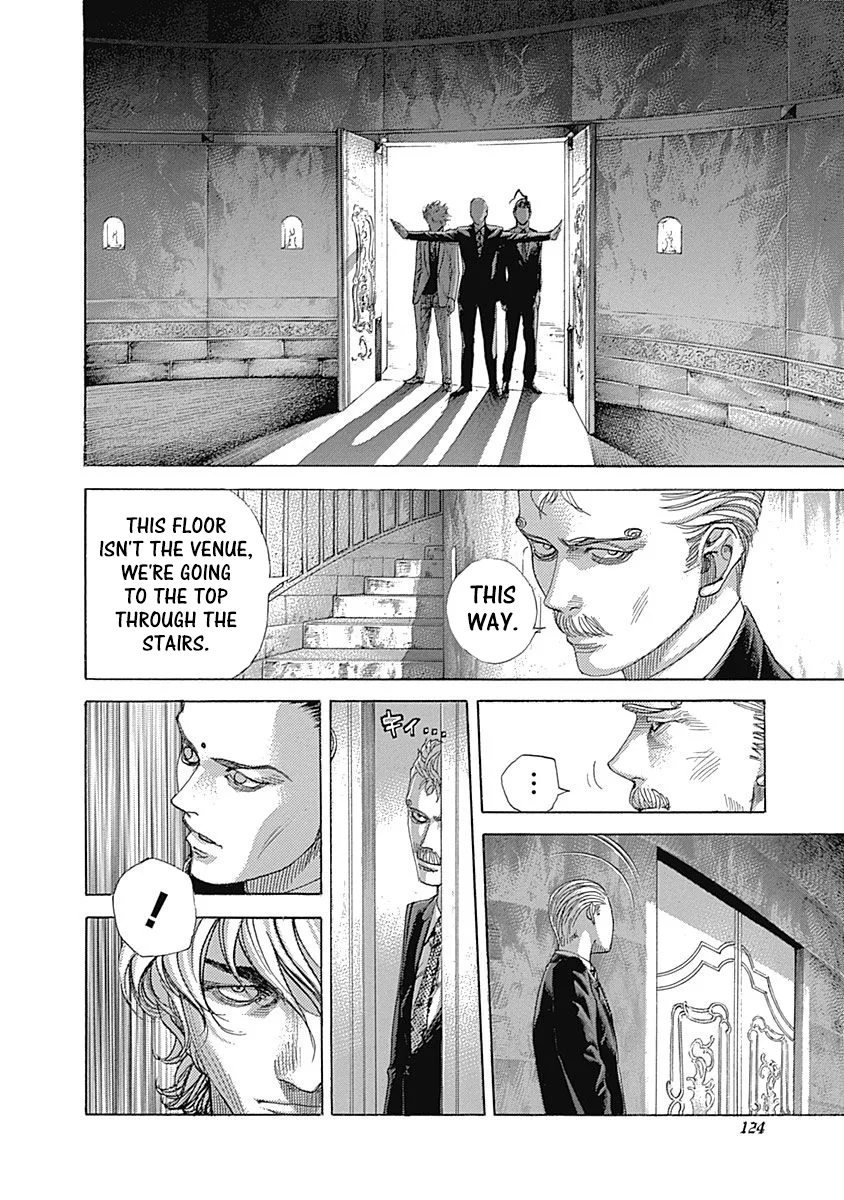 THIS
WAY.
THIS FLOOR
ISN'T THE VENUE,
WE'RE GOING
TO THE TOP
THROUGH THE
STAIRS.
...
キィ...
!
124